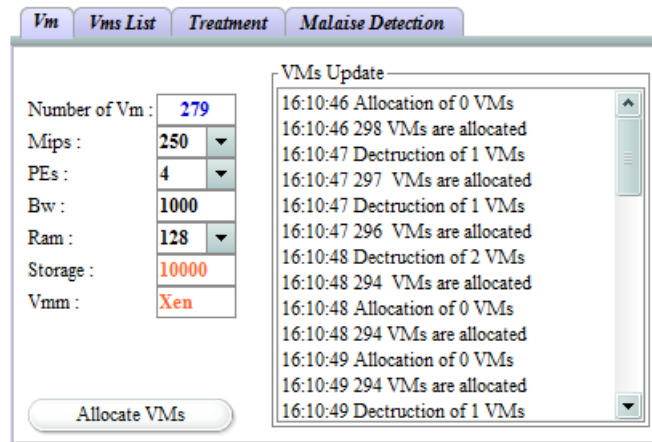 Vm Vms List Treatment Malaise Detection
Number of Vm : 279
Mips : 250
PEs : 4
Bw : 1000
Ram : 128
Storage : 10000
Vmm : Xen
Allocate VMs
VMs Update
16:10:46 Allocation of 0 VMs
16:10:46 298 VMs are allocated
16:10:47 Dectruction of 1 VMs
16:10:47 297 VMs are allocated
16:10:47 Dectruction of 1 VMs
16:10:47 296 VMs are allocated
16:10:48 Dectruction of 2 VMs
16:10:48 294 VMs are allocated
16:10:48 Allocation of 0 VMs
16:10:48 294 VMs are allocated
16:10:49 Allocation of 0 VMs
16:10:49 294 VMs are allocated
16:10:49 Dectruction of 1 VMs